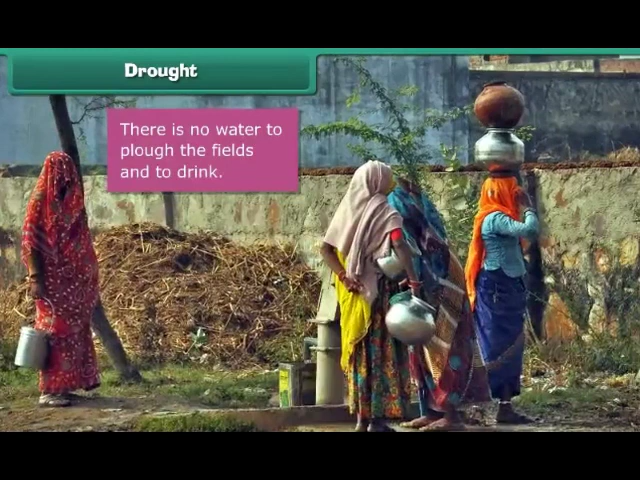 Drought
There is no water to
plough the fields
and to drink.